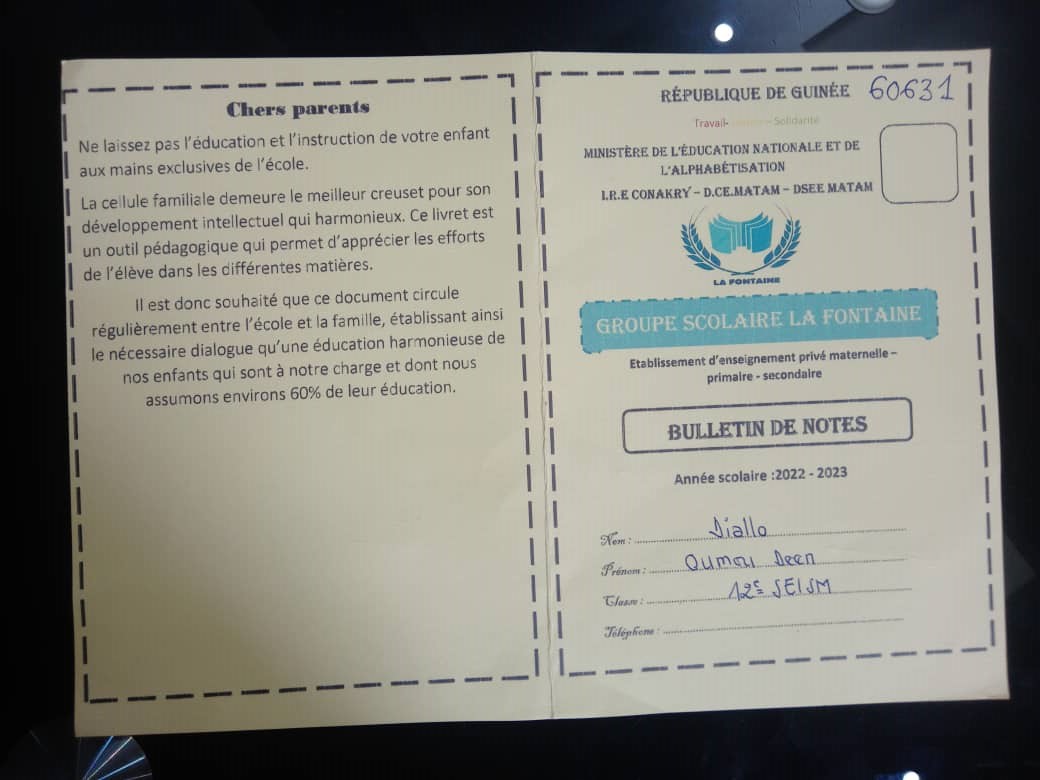 Chers parents
Ne laissez pas l'éducation et l'instruction de votre enfant
aux mains exclusives de l'école.
La cellule familiale demeure le meilleur creuset pour son
développement intellectuel qui harmonieux. Ce livret est
un outil pédagogique qui permet d'apprécier les efforts
de l'élève dans les différentes matières.
Il est donc souhaité que ce document circule
régulièrement entre l'école et la famille, établissant ainsi
le nécessaire dialogue qu'une éducation harmonieuse de
nos enfants qui sont à notre charge et dont nous
assumons environs 60% de leur éducation.
RÉPUBLIQUE DE GUINÉE 60631
Travail- – Solidarité
MINISTÈRE DE L'ÉDUCATION NATIONALE ET DE
L'ALPHABÉTISATION
I.R.E CONAKRY – D.CE.MATAM – DSEE MATAM
LA FONTAINE
GROUPE SCOLAIRE LA FONTAINE
Etablissement d'enseignement privé maternelle –
primaire - secondaire
BULLETIN DE NOTES
Année scolaire :2022 - 2023
Nom : Diallo
Prénom : Oumou Deen
Classe : 12e SEISM
Téléphone :